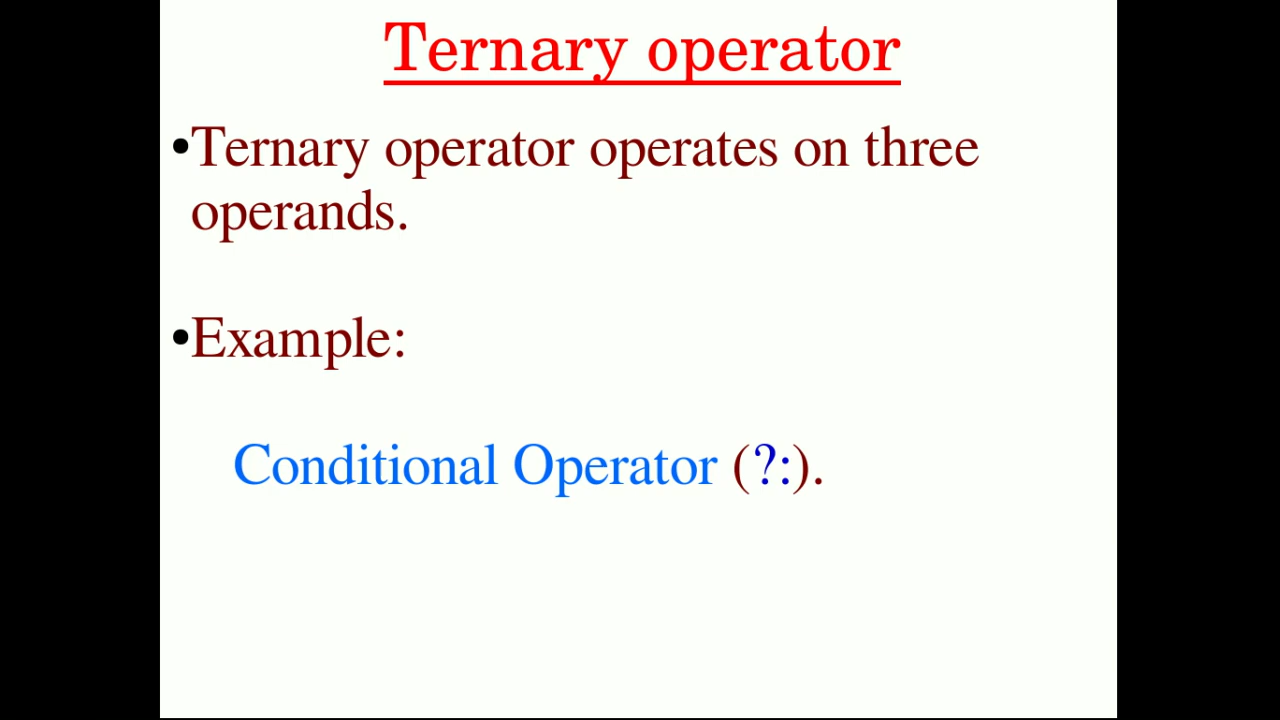 Ternary operator
•Ternary operator operates on three
operands.
•Example:
Conditional Operator (?:).